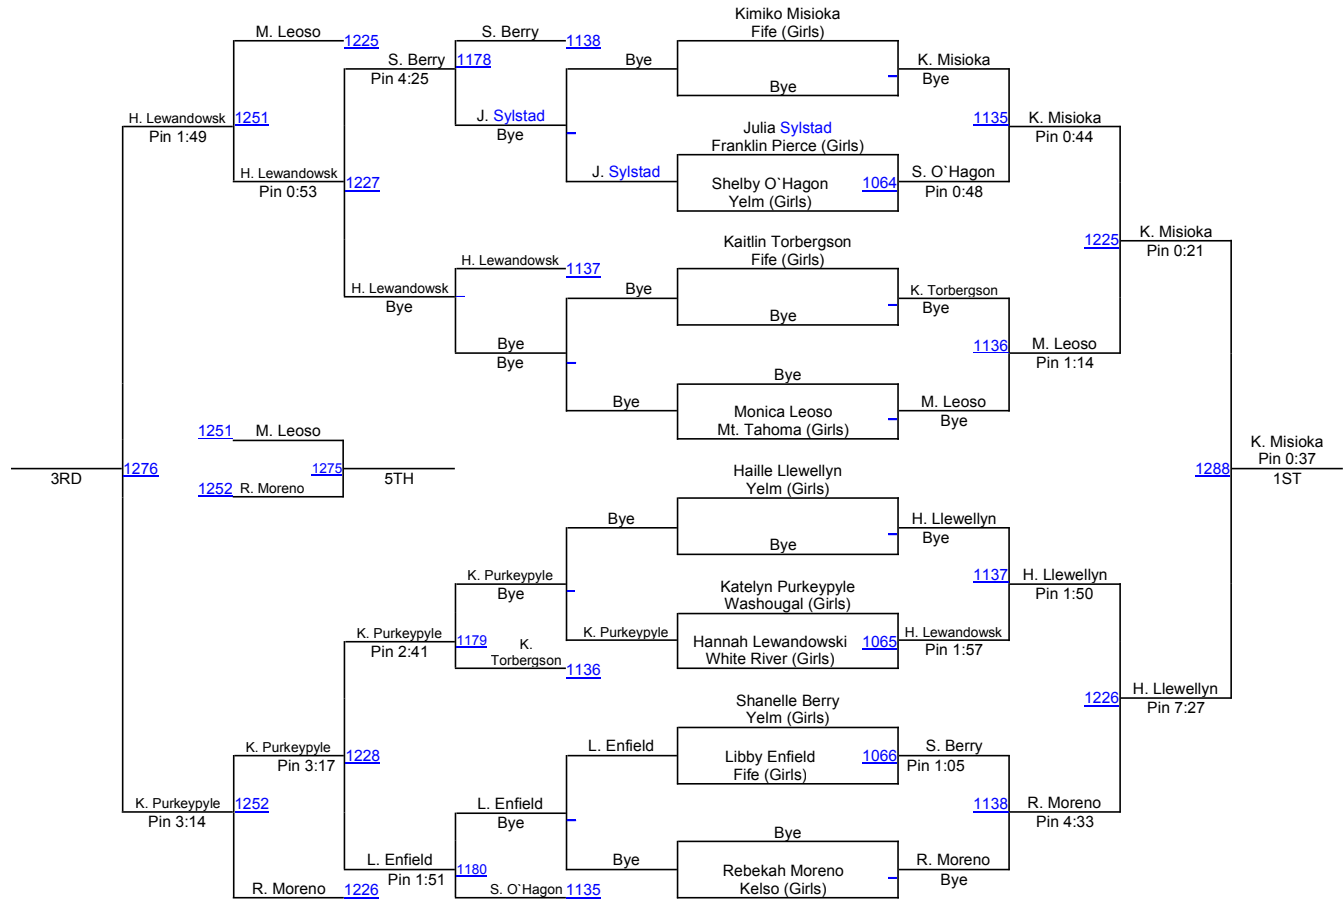 Kimiko Misioka
M. Leoso 1225 S. Berry 1138 Fife (Girls)
S. Berry 1178 Bye K. Misioka
Pin 4:25 Bye Bye
H. Lewandowsk 1251 J. Sylstad 1135 K. Misioka
Pin 1:49 Bye Julia Sylstad Pin 0:44
Franklin Pierce (Girls)
H. Lewandowsk J. Sylstad S. O`Hagon
Pin 0:53 1227 Shelby O`Hagon 1064 Pin 0:48
Yelm (Girls)
K. Misioka
Kaitlin Torbergson 1225 Pin 0:21
H. Lewandowsk 1137 Fife (Girls)
H. Lewandowsk Bye K. Torbergson
Bye Bye Bye
Bye 1136 M. Leoso
Bye Pin 1:14
Bye
Bye M. Leoso
Monica Leoso Bye
1251 M. Leoso Mt. Tahoma (Girls)
K. Misioka
1276 1275 Haille Llewellyn 1288 Pin 0:37
3RD 5TH Yelm (Girls) 1ST
1252 R. Moreno
Bye H. Llewellyn
Bye Bye
K. Purkeypyle 1137 H. Llewellyn
Bye Katelyn Purkeypyle Pin 1:50
Washougal (Girls)
K. Purkeypyle 1179 K. Purkeypyle H. Lewandowsk
Pin 2:41 K. Hannah Lewandowski 1065 Pin 1:57
Torbergson 1136 White River (Girls)
H. Llewellyn
Shanelle Berry 1226 Pin 7:27
Yelm (Girls)
K. Purkeypyle 1228 L. Enfield S. Berry
Pin 3:17 Libby Enfield 1066 Pin 1:05
Fife (Girls)
K. Purkeypyle 1252 L. Enfield 1138 R. Moreno
Pin 3:14 Bye Pin 4:33
Bye
L. Enfield 1180 Bye R. Moreno
Pin 1:51 Rebekah Moreno Bye
R. Moreno 1226 S. O`Hagon 1135 Kelso (Girls)